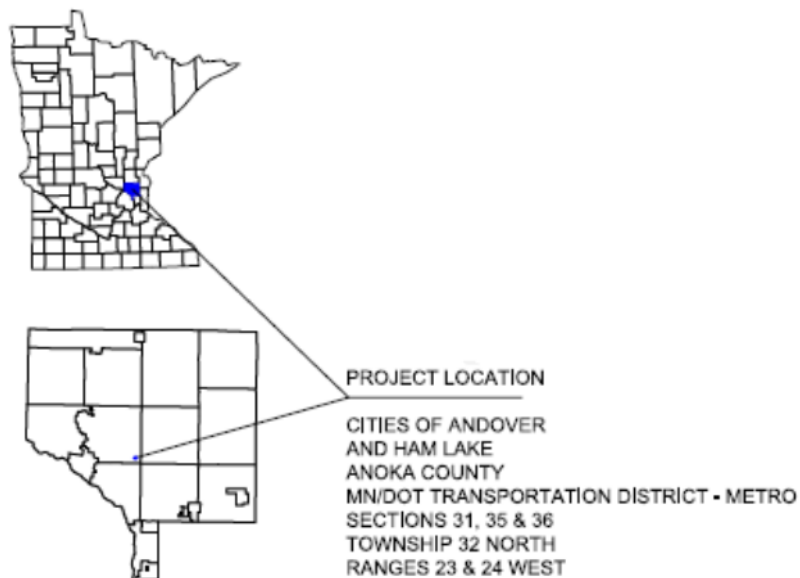 PROJECT LOCATION
CITIES OF ANDOVER
AND HAM LAKE
ANOKA COUNTY
MN/DOT TRANSPORTATION DISTRICT - METRO
SECTIONS 31, 35 & 36
TOWNSHIP 32 NORTH
RANGES 23 & 24 WEST